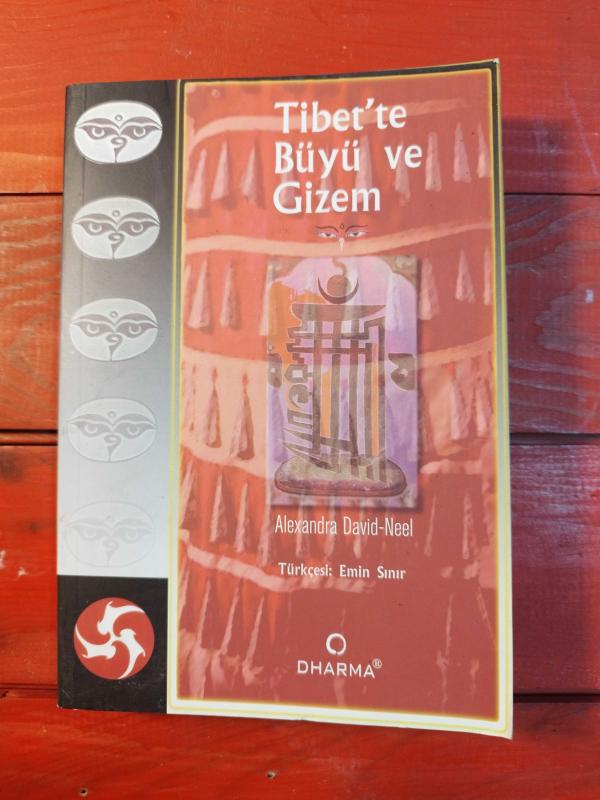 Tibet'te
Büyü ve
Gizem
Alexandra David-Neel
Türkçesi: Emin Sınır
DHARMA®